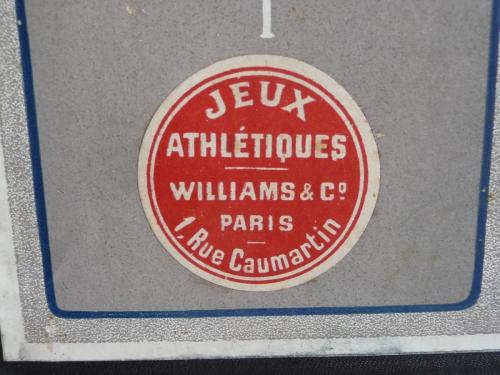 JEUX
ATHLÉTIQUES
WILLIAMS & Cº
PARIS
1, Rue Caumartin